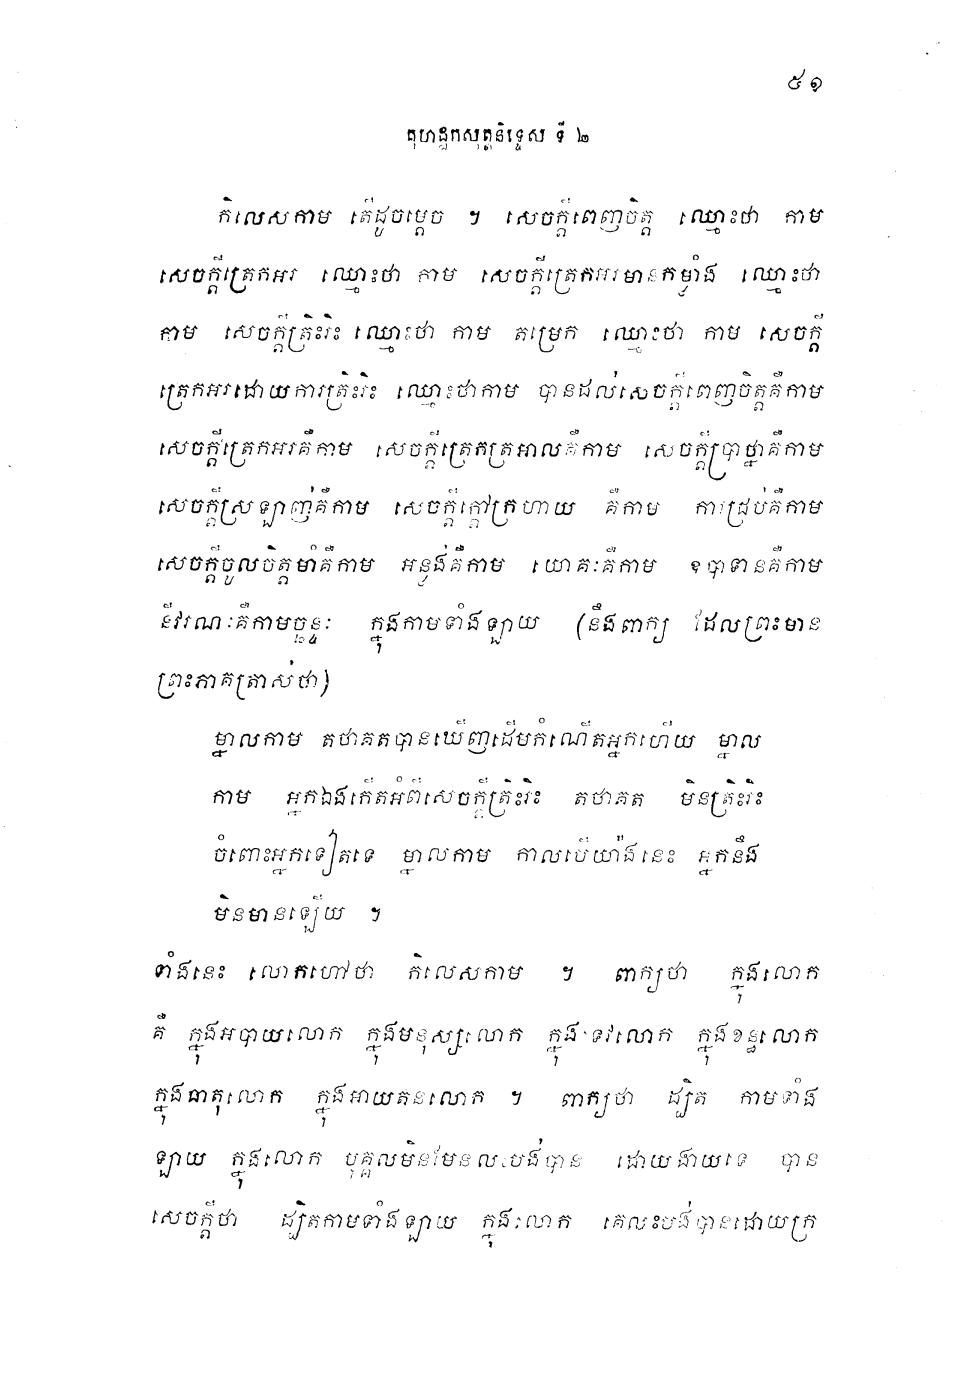 ៥១
គុហដ្ឋកសុត្តនិទ្ទេស ទី ២
កិលេសកាម តើដូចម្ដេច ។ សេចក្ដីពេញចិត្ត ឈ្មោះថា កាម
សេចក្ដីត្រេកអរ ឈ្មោះថា កាម សេចក្ដីត្រេកអរមានកម្លាំង ឈ្មោះថា
កាម សេចក្ដីត្រិះរិះ ឈ្មោះថា កាម តម្រេក ឈ្មោះថា កាម សេចក្ដី
ត្រេកអរដោយការត្រិះរិះ ឈ្មោះថាកាម បានដល់សេចក្ដីពេញចិត្តគឺកាម
សេចក្ដីត្រេកអរគឺកាម សេចក្ដីត្រេកត្រអាលគឺកាម សេចក្ដីប្រាថ្នាគឺកាម
សេចក្ដីស្រឡាញ់គឺកាម សេចក្ដីក្ដៅក្រហាយ គឺកាម ការជ្រប់គឺកាម
សេចក្ដីចូលចិត្តមាំគឺកាម អន្លង់គឺកាម យោគៈគឺកាម ឧបាទានគឺកាម
នីវរណៈគឺកាមច្ឆន្ទៈ ក្នុងកាមទាំងឡាយ (នឹងពាក្យ ដែលព្រះមាន
ព្រះភាគត្រាស់ថា)
ម្នាលកាម តថាគតបានឃើញដើមកំណើតអ្នកហើយ ម្នាល
កាម អ្នកឯងកើតអំពីសេចក្ដីត្រិះរិះ តថាគត មិនត្រិះរិះ
ចំពោះអ្នកទៀតទេ ម្នាលកាម កាលបើយ៉ាងនេះ អ្នកនឹង
មិនមានឡើយ ។
ទាំងនេះ លោកហៅថា កិលេសកាម ។ ពាក្យថា ក្នុងលោក
គឺ ក្នុងអបាយលោក ក្នុងមនុស្សលោក ក្នុងទេវលោក ក្នុងខន្ធលោក
ក្នុងធាតុលោក ក្នុងអាយតនលោក ។ ពាក្យថា ដ្បិត កាមទាំង
ឡាយ ក្នុងលោក បុគ្គលមិនមែនលះបង់បាន ដោយងាយទេ បាន
សេចក្ដីថា ដ្បិតកាមទាំងឡាយ ក្នុងលោក គេលះបង់បានដោយក្រ